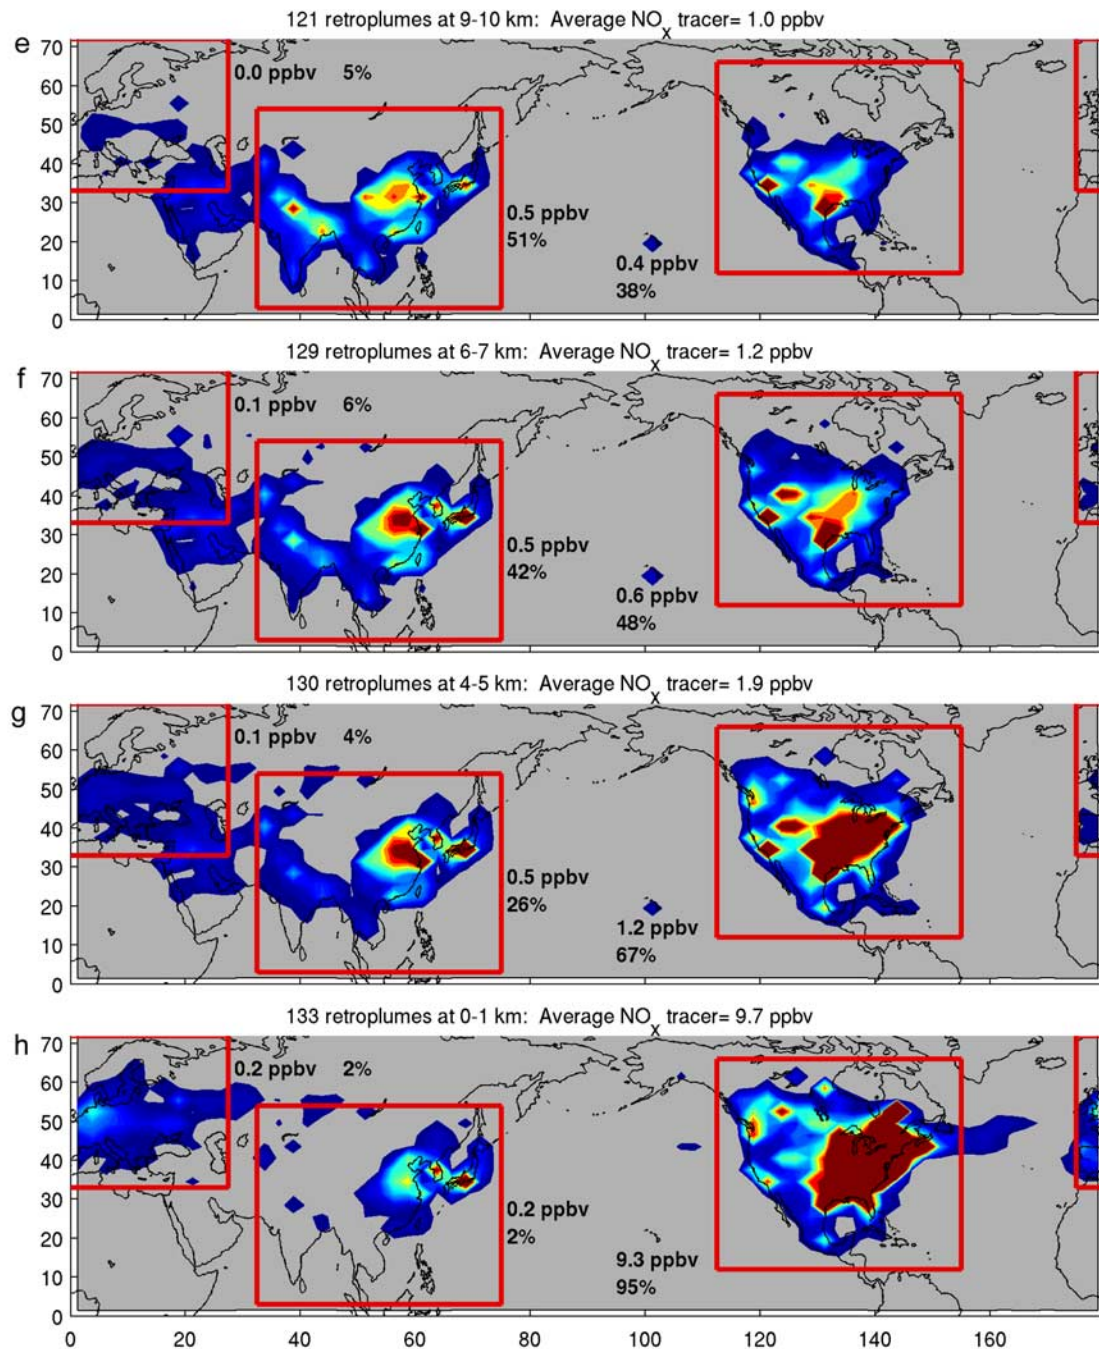 121 retroplumes at 9-10 km: Average NOx tracer= 1.0 ppbv
e
70
60
50
40
30
20
10
0
0.0 ppbv 5%
0.5 ppbv
51%
0.4 ppbv
38%
129 retroplumes at 6-7 km: Average NOx tracer= 1.2 ppbv
f
70
60
50
40
30
20
10
0
0.1 ppbv 6%
0.5 ppbv
42%
0.6 ppbv
48%
130 retroplumes at 4-5 km: Average NOx tracer= 1.9 ppbv
g
70
60
50
40
30
20
10
0
0.1 ppbv 4%
0.5 ppbv
26%
1.2 ppbv
67%
133 retroplumes at 0-1 km: Average NOx tracer= 9.7 ppbv
h
70
60
50
40
30
20
10
0
0.2 ppbv 2%
0.2 ppbv
2%
9.3 ppbv
95%
0 20 40 60 80 100 120 140 160